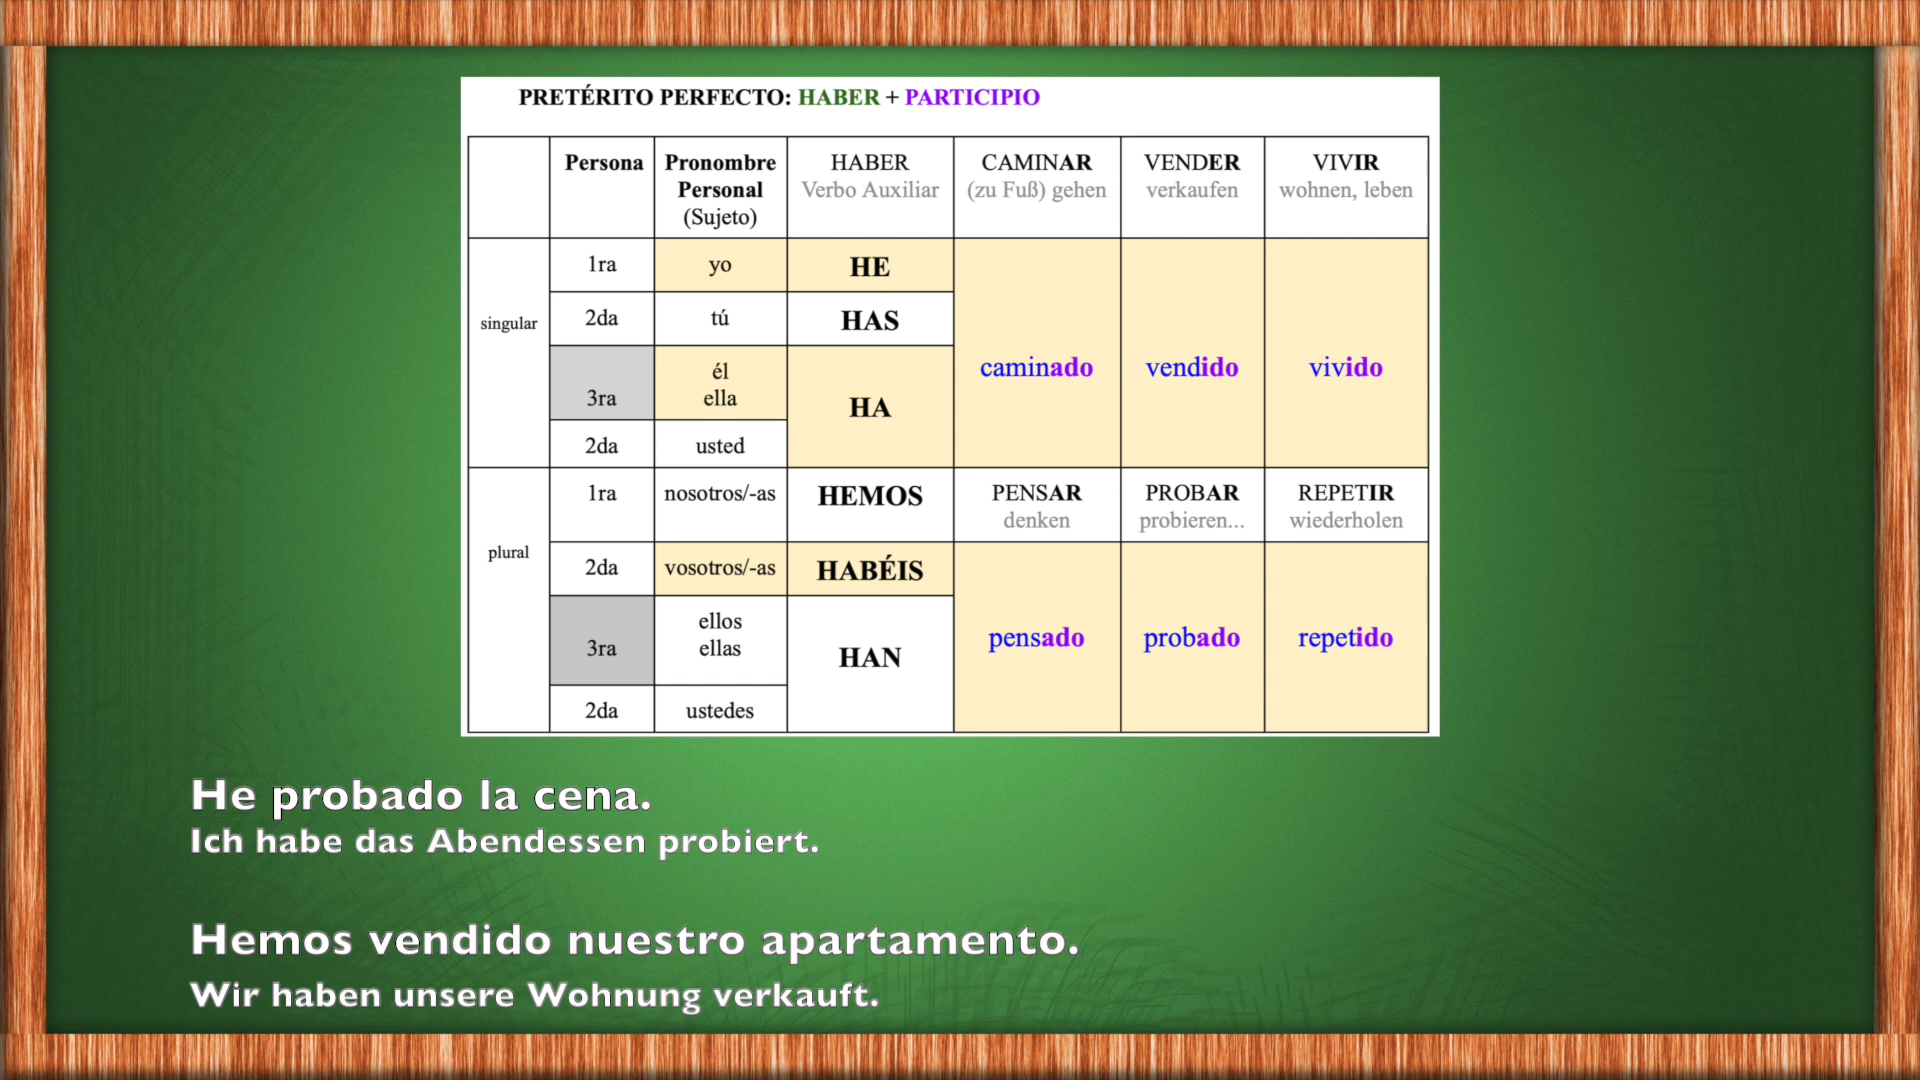 PRETÉRITO PERFECTO: HABER + PARTICIPIO
Persona
Pronombre
Personal
(Sujeto)
HABER
Verbo Auxiliar
CAMINAR
(zu Fuß) gehen
VENDER
verkaufen
VIVIR
wohnen, leben
singular
1ra
yo
HE
2da
tú
HAS
3ra
él
ella
HA
2da
usted
caminado
vendido
vivido
plural
1ra
nosotros/-as
HEMOS
PENSAR
denken
PROBAR
probieren...
REPETIR
wiederholen
2da
vosotros/-as
HABÉIS
3ra
ellos
ellas
HAN
2da
ustedes
pensado
probado
repetido
He probado la cena.
Ich habe das Abendessen probiert.
Hemos vendido nuestro apartamento.
Wir haben unsere Wohnung verkauft.